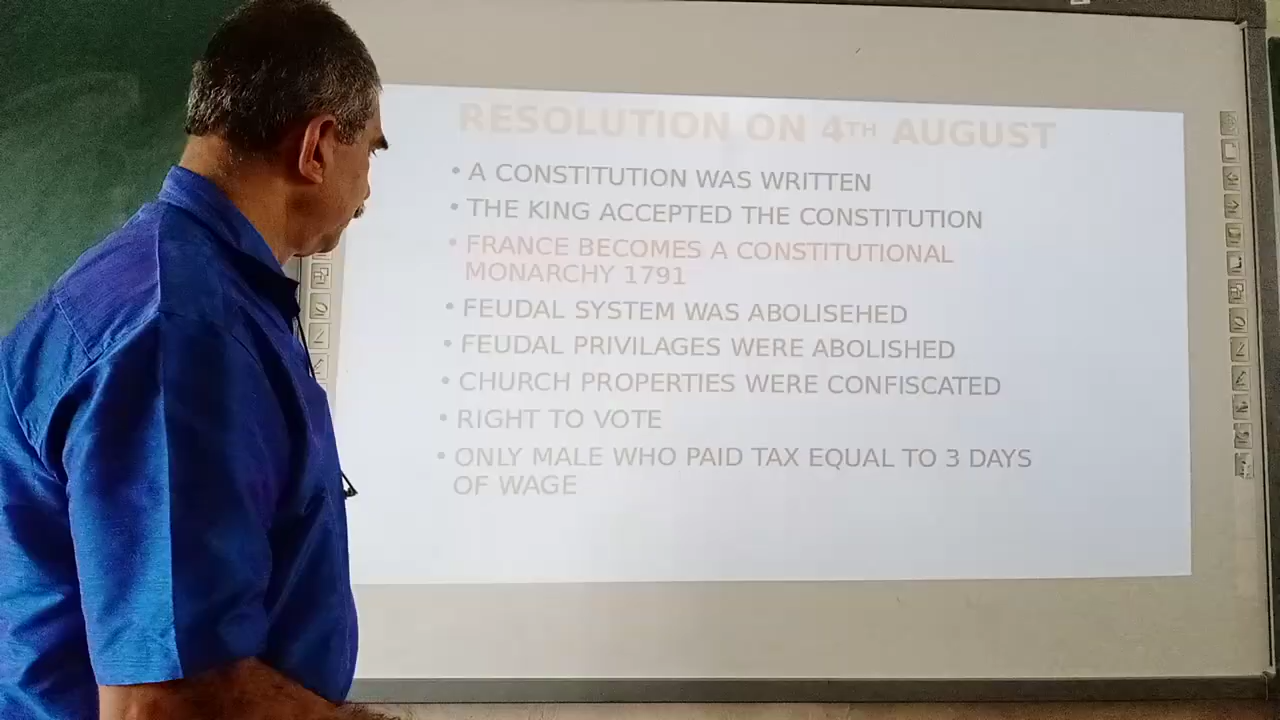 RESOLUTION ON 4TH AUGUST
• A CONSTITUTION WAS WRITTEN
• THE KING ACCEPTED THE CONSTITUTION
• FRANCE BECOMES A CONSTITUTIONAL
MONARCHY 1791
• FEUDAL SYSTEM WAS ABOLISEHED
• FEUDAL PRIVILAGES WERE ABOLISHED
• CHURCH PROPERTIES WERE CONFISCATED
• RIGHT TO VOTE
• ONLY MALE WHO PAID TAX EQUAL TO 3 DAYS
OF WAGE